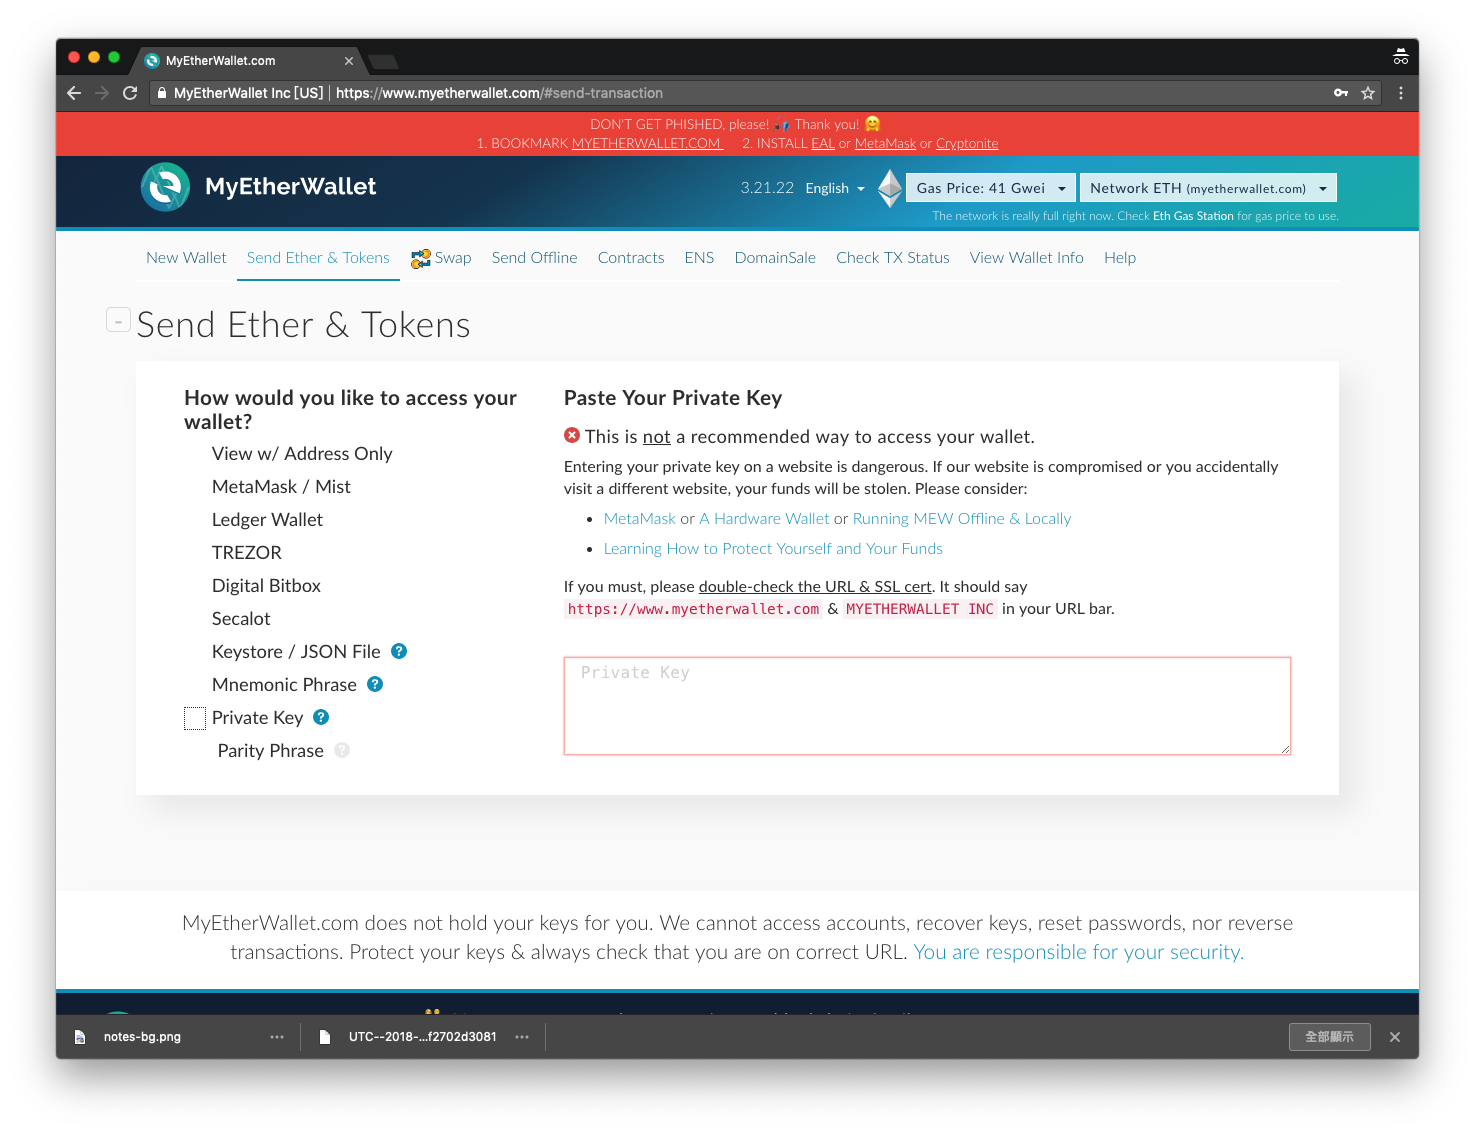 MyEtherWallet.com
MyEtherWallet Inc [US] | https://www.myetherwallet.com/#send-transaction
DON'T GET PHISHED, please! 🎣 Thank you! 🤗
1. BOOKMARK MYETHERWALLET.COM 2. INSTALL EAL or MetaMask or Cryptonite
MyEtherWallet
3.21.22 English
Gas Price: 41 Gwei
Network ETH (myetherwallet.com)
The network is really full right now. Check Eth Gas Station for gas price to use.
New Wallet Send Ether & Tokens Swap Send Offline Contracts ENS DomainSale Check TX Status View Wallet Info Help
- Send Ether & Tokens
How would you like to access your
wallet?
View w/ Address Only
MetaMask / Mist
Ledger Wallet
TREZOR
Digital Bitbox
Secalot
Keystore / JSON File ?
Mnemonic Phrase ?
Private Key ?
Parity Phrase ?
Paste Your Private Key
This is not a recommended way to access your wallet.
Entering your private key on a website is dangerous. If our website is compromised or you accidentally
visit a different website, your funds will be stolen. Please consider:
• MetaMask or A Hardware Wallet or Running MEW Offline & Locally
• Learning How to Protect Yourself and Your Funds
If you must, please double-check the URL & SSL cert. It should say
https://www.myetherwallet.com & MYETHERWALLET INC in your URL bar.
Private Key
MyEtherWallet.com does not hold your keys for you. We cannot access accounts, recover keys, reset passwords, nor reverse
transactions. Protect your keys & always check that you are on correct URL. You are responsible for your security.
notes-bg.png
UTC--2018-...f2702d3081
全部顯示